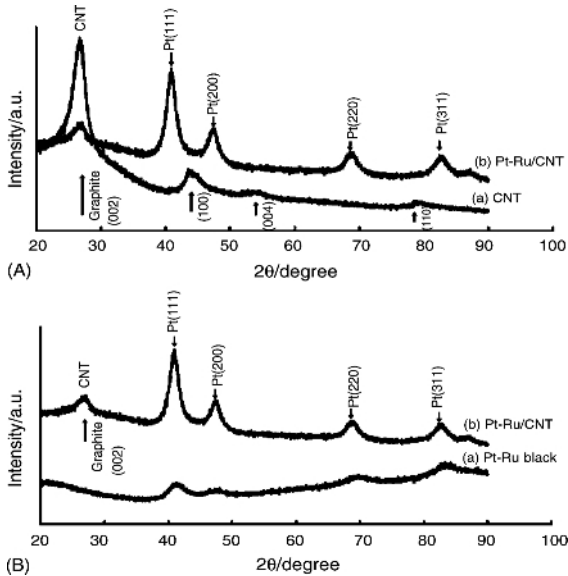 CNT
Pt(111)
Pt(200)
Pt(220)
Pt(311)
Intensity/a.u.
(b) Pt-Ru/CNT
(a) CNT
Graphite
(002)
(100)
(004)
(110)
20 30 40 50 60 70 80 90 100
(A)
2θ/degree
CNT
Pt(111)
Pt(200)
Pt(220)
Pt(311)
Intensity/a.u.
(b) Pt-Ru/CNT
Graphite
(002)
(a) Pt-Ru black
20 30 40 50 60 70 80 90 100
(B)
2θ/degree